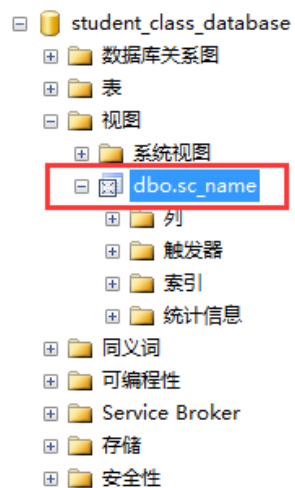 student_class_database
数据库关系图
表
视图
系统视图
dbo.sc_name
列
触发器
索引
统计信息
同义词
可编程性
Service Broker
存储
安全性